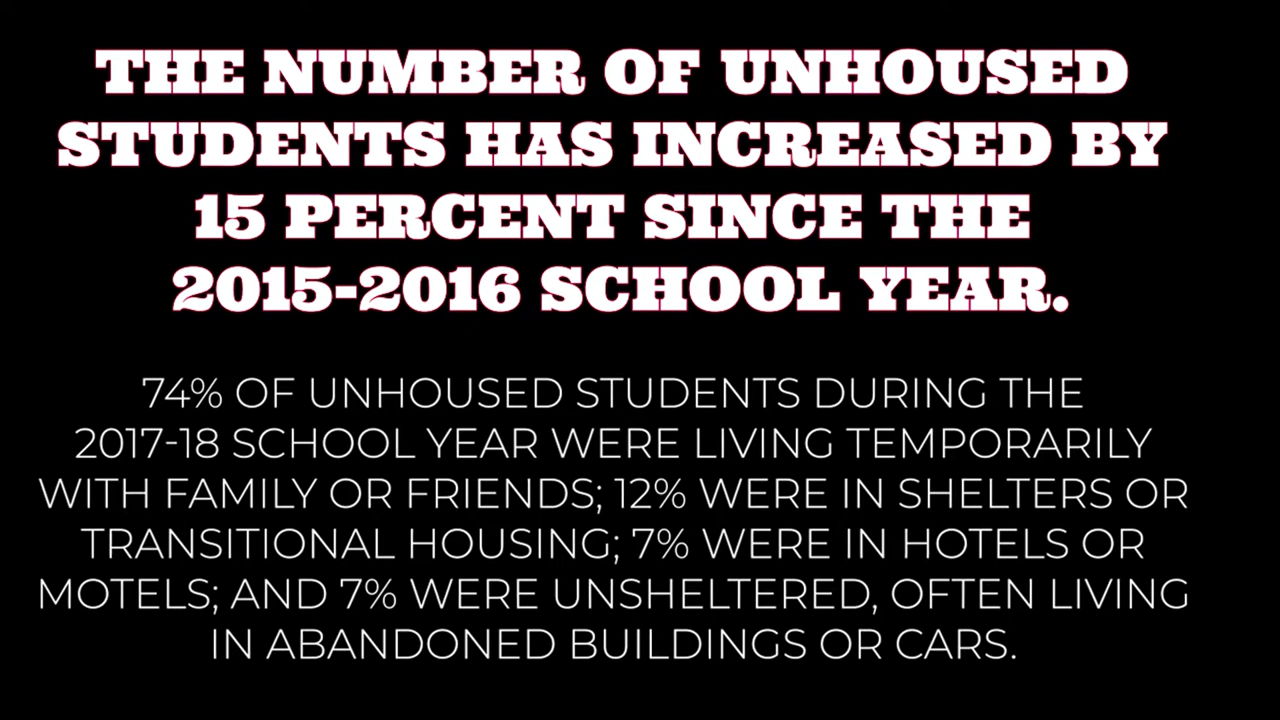 THE NUMBER OF UNHOUSED
STUDENTS HAS INCREASED BY
15 PERCENT SINCE THE
2015-2016 SCHOOL YEAR.
74% OF UNHOUSED STUDENTS DURING THE
2017-18 SCHOOL YEAR WERE LIVING TEMPORARILY
WITH FAMILY OR FRIENDS; 12% WERE IN SHELTERS OR
TRANSITIONAL HOUSING; 7% WERE IN HOTELS OR
MOTELS; AND 7% WERE UNSHELTERED, OFTEN LIVING
IN ABANDONED BUILDINGS OR CARS.